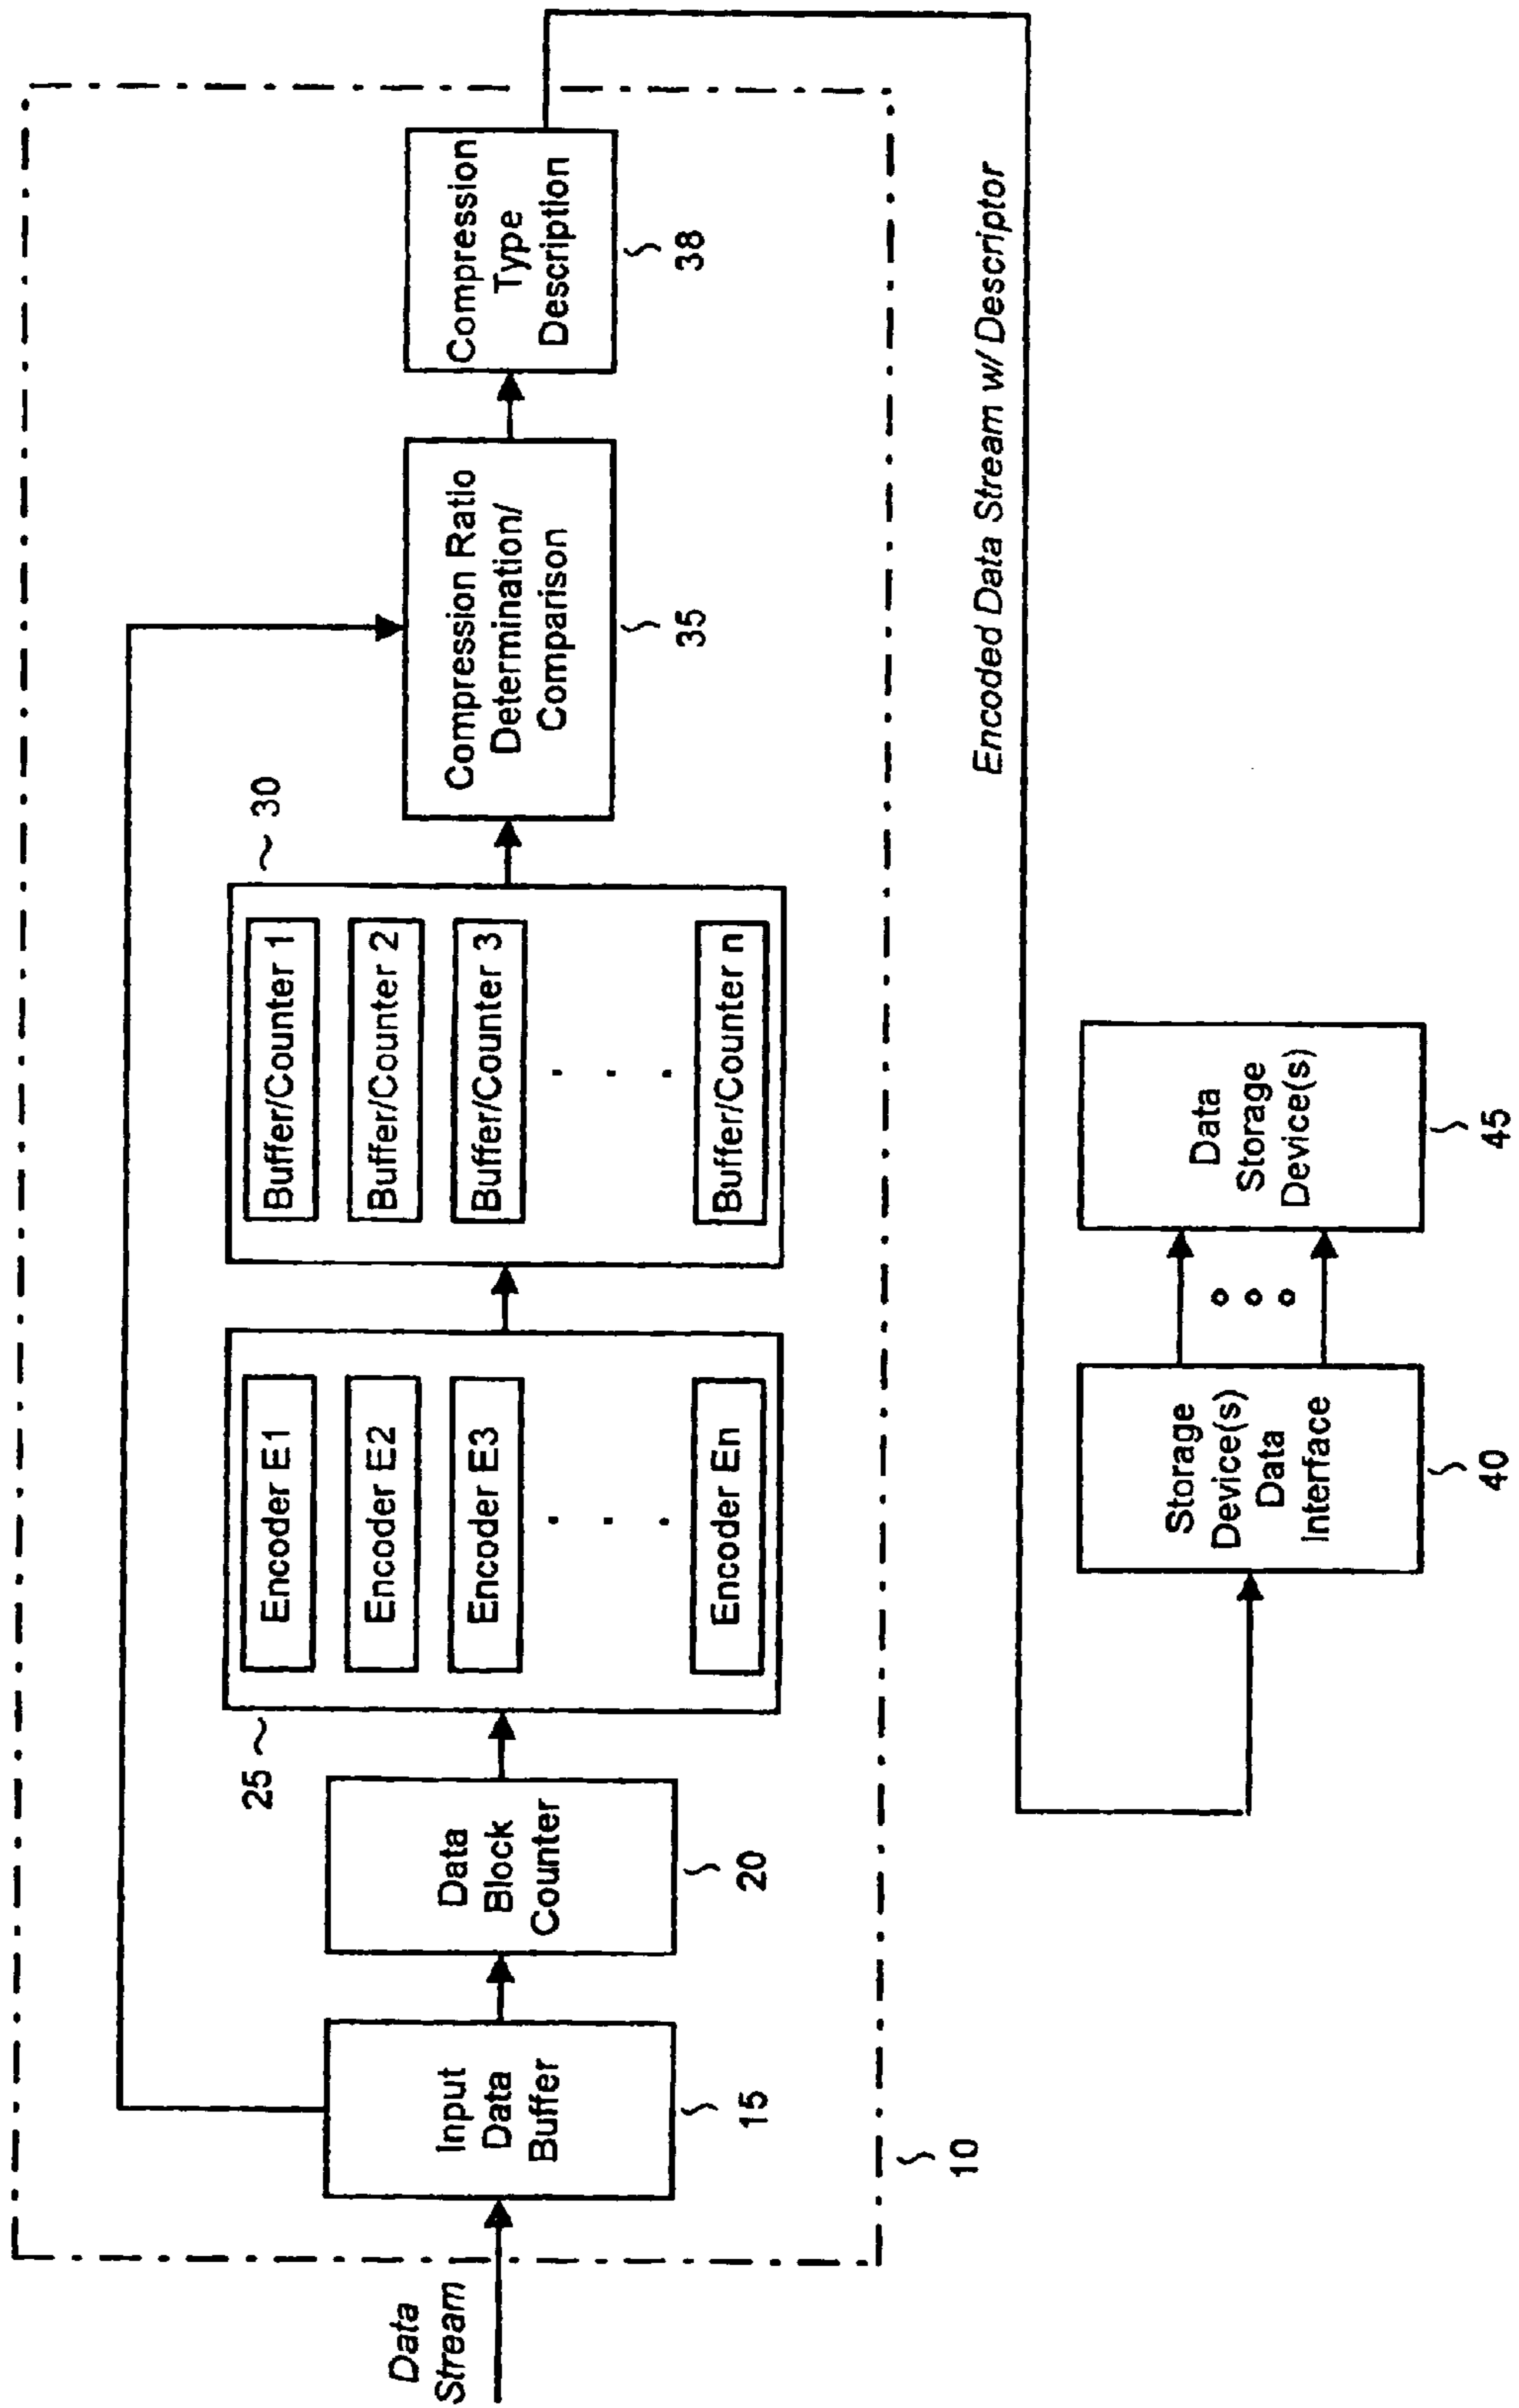 Data
Stream
Input
Data
Buffer
15
10
Data
Block
Counter
20
25
Encoder E1
Encoder E2
Encoder E3
Encoder En
30
Buffer/Counter 1
Buffer/Counter 2
Buffer/Counter 3
Buffer/Counter n
Compression Ratio
Determination/
Comparison
35
Compression
Type
Description
38
Encoded Data Stream w/ Descriptor
Storage
Device(s)
Data
Interface
40
Data
Storage
Device(s)
45